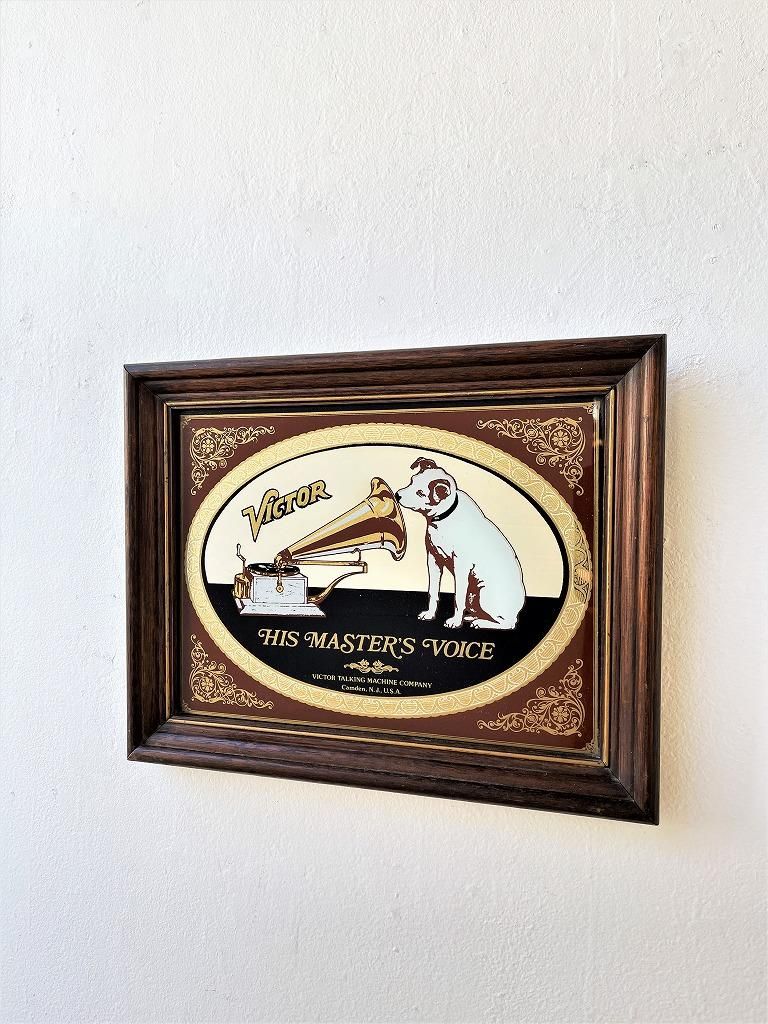 VICTOR
HIS MASTER'S VOICE
VICTOR TALKING MACHINE COMPANY
Camden, N.J., U.S.A.